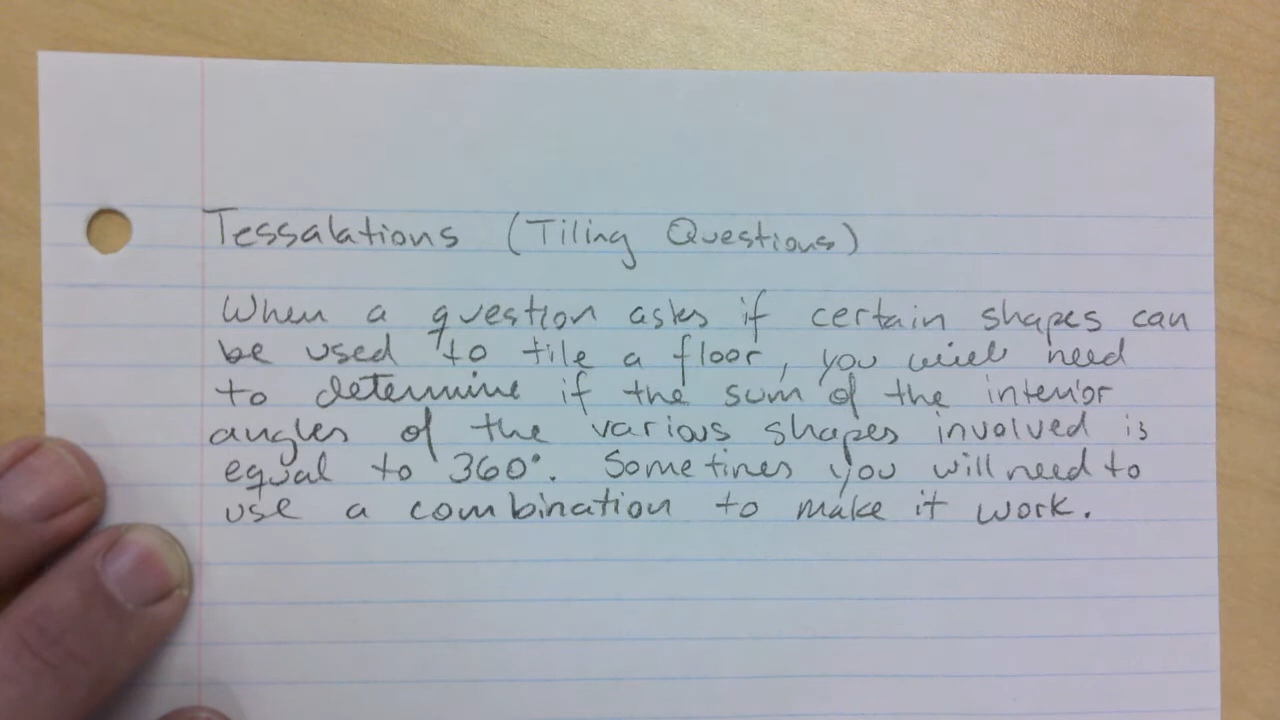 Tessalations (Tiling Questions)
When a question asks if certain shapes can
be used to tile a floor, you will need
to determine if the sum of the interior
angles of the various shapes involved is
equal to 360°. Sometimes you will need to
use a combination to make it work.